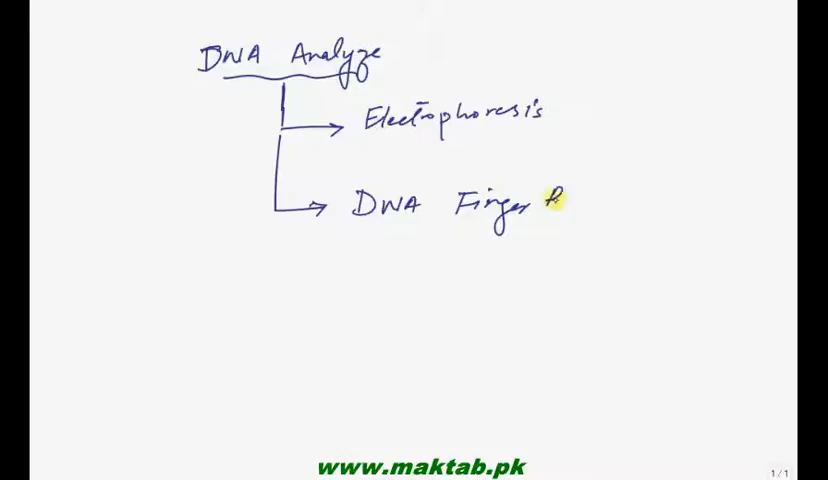 DNA Analyze
Electrophoresis
DNA Finger P
www.maktab.pk
1/1